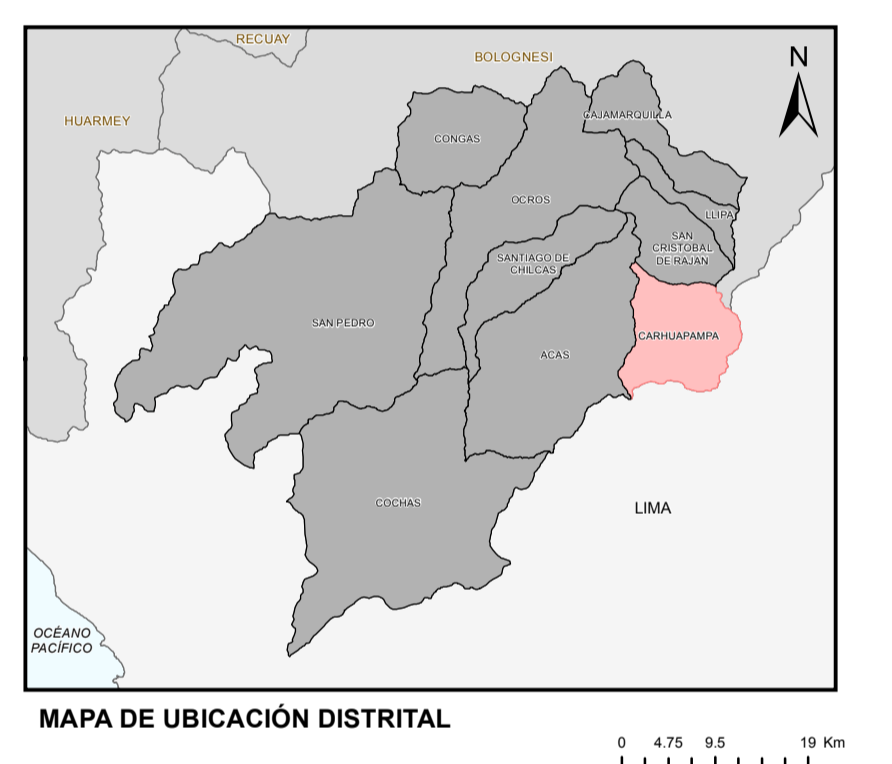 RECUAY
BOLOGNESI
N
HUARMEY
CAJAMARQUILLA
CONGAS
OCROS
LLIPA
SAN
CRISTOBAL
DE RAJAN
SANTIAGO DE
CHILCAS
SAN PEDRO
CARHUAPAMPA
ACAS
COCHAS
LIMA
OCÉANO
PACÍFICO
MAPA DE UBICACIÓN DISTRITAL
0 4.75 9.5 19 Km